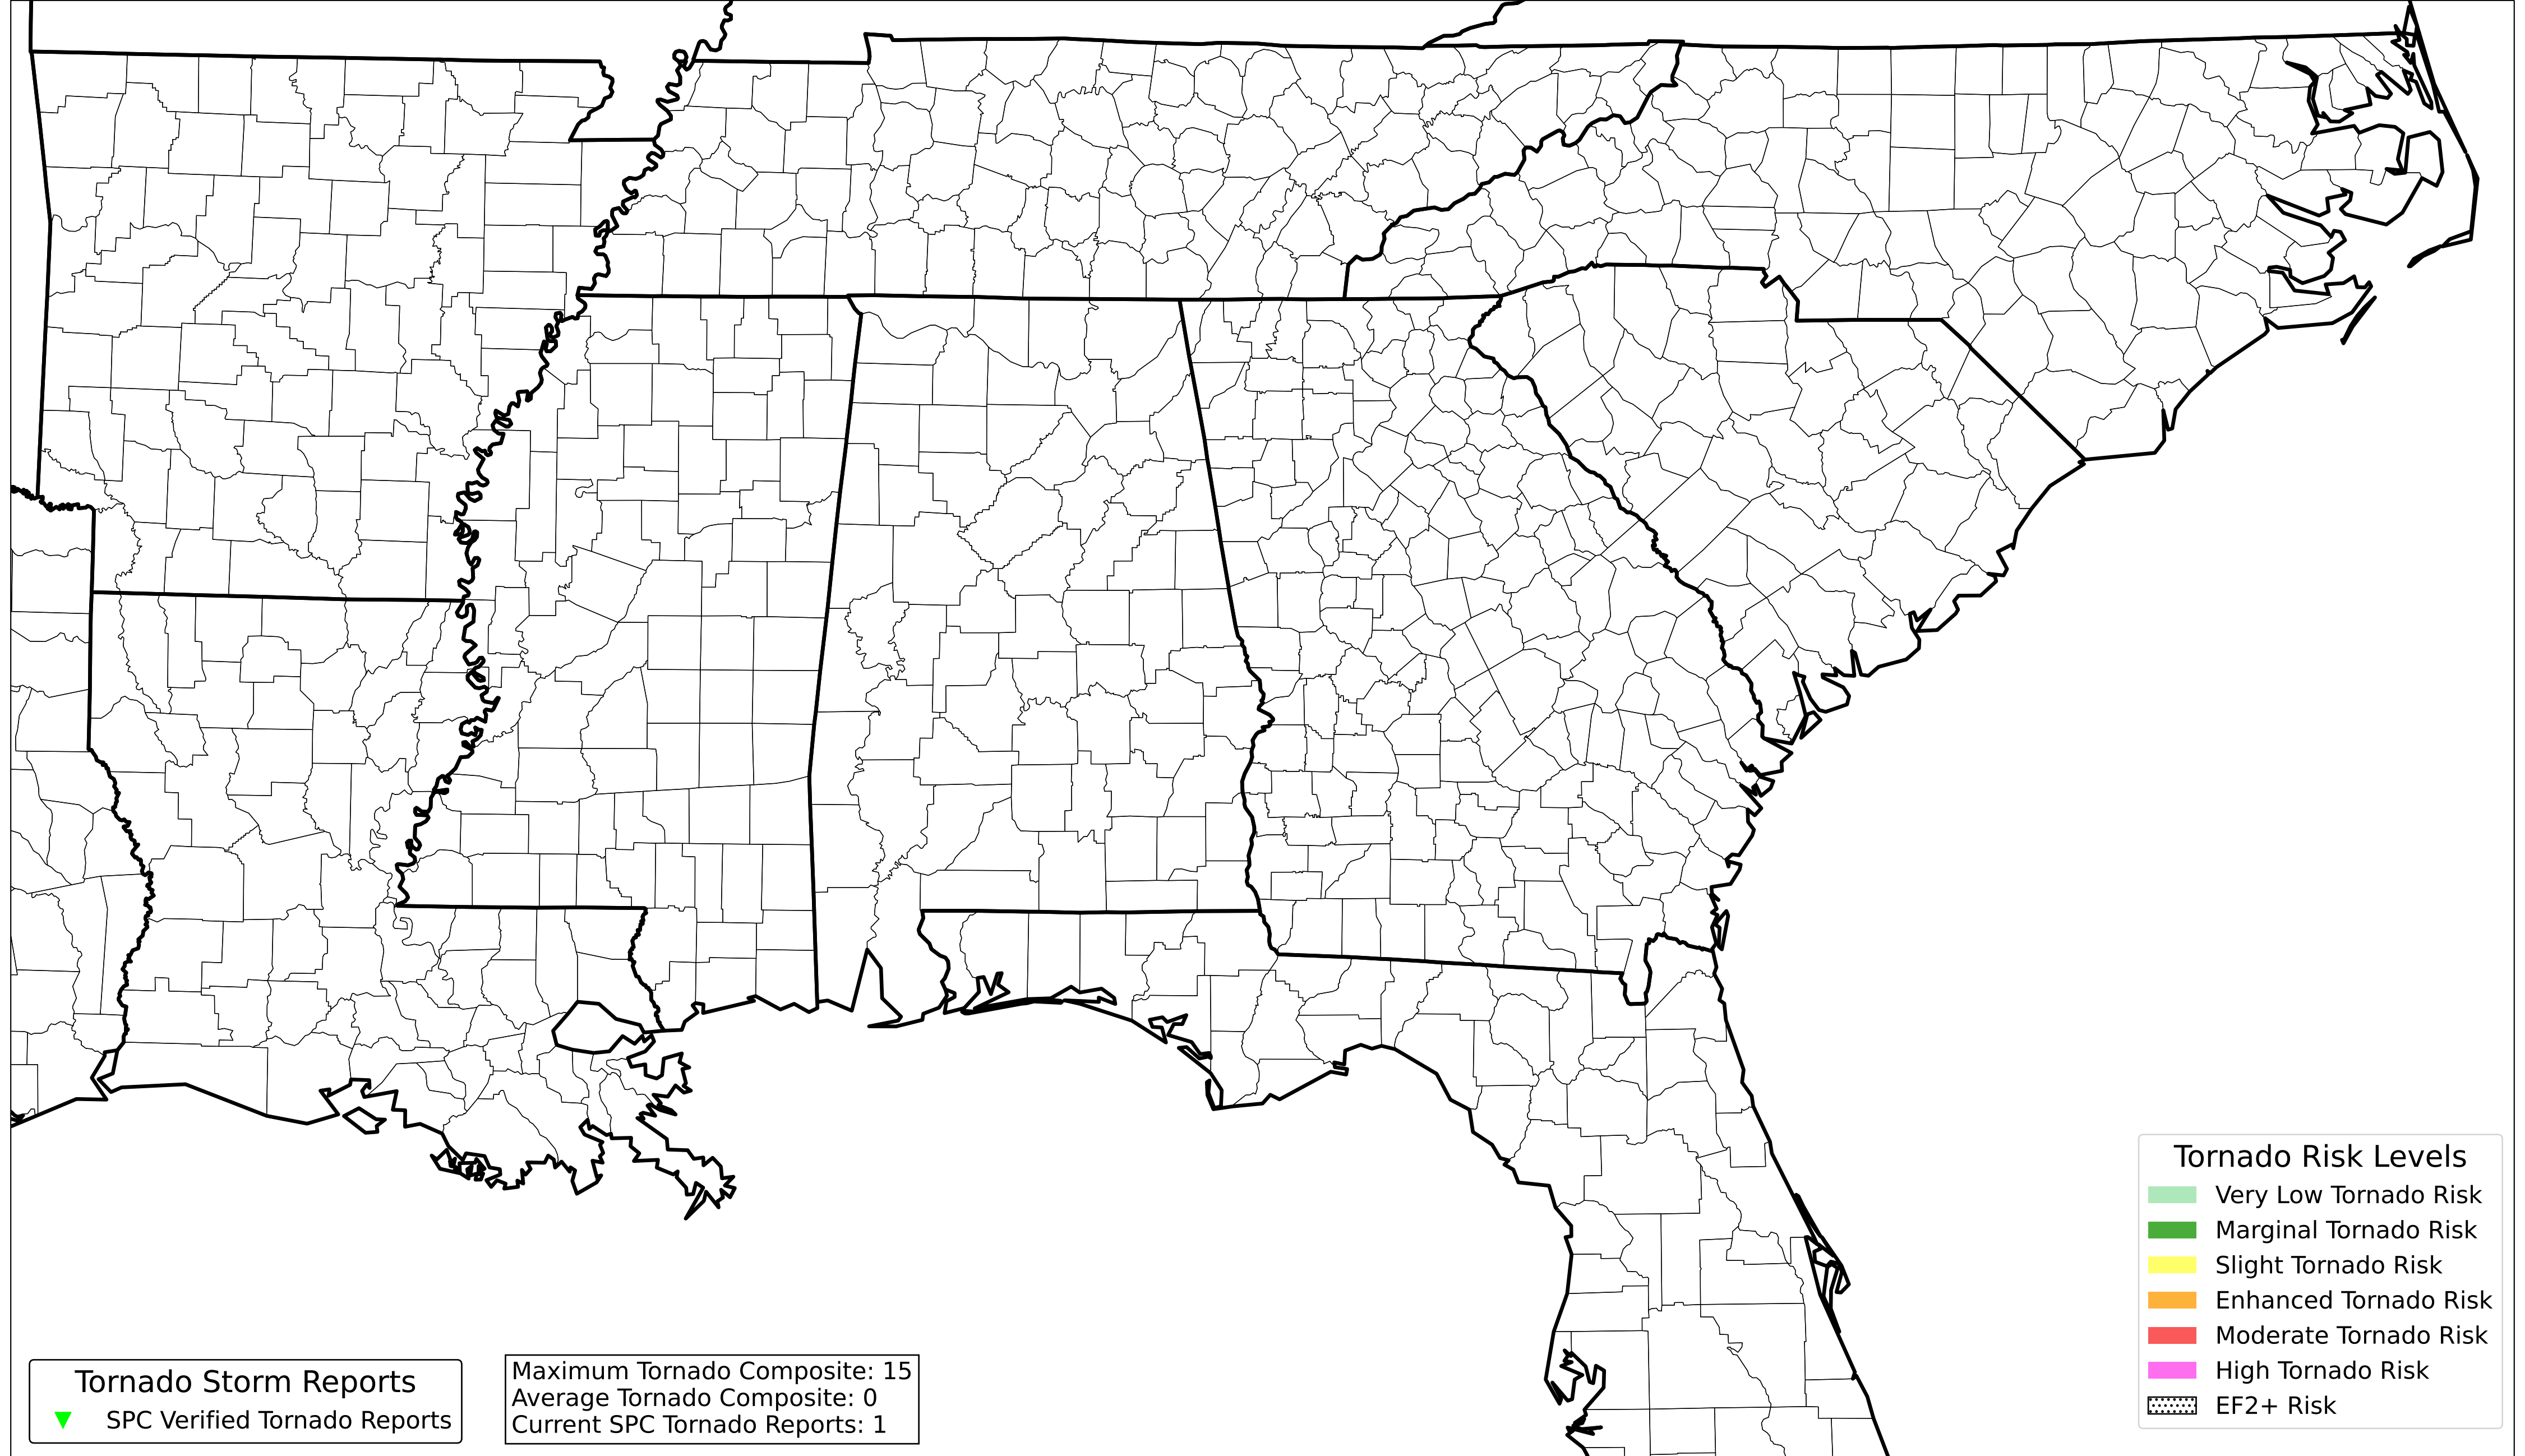 Tornado Risk Levels
Very Low Tornado Risk
Marginal Tornado Risk
Slight Tornado Risk
Enhanced Tornado Risk
Moderate Tornado Risk
High Tornado Risk
EF2+ Risk
Tornado Storm Reports
SPC Verified Tornado Reports
Maximum Tornado Composite: 15
Average Tornado Composite: 0
Current SPC Tornado Reports: 1